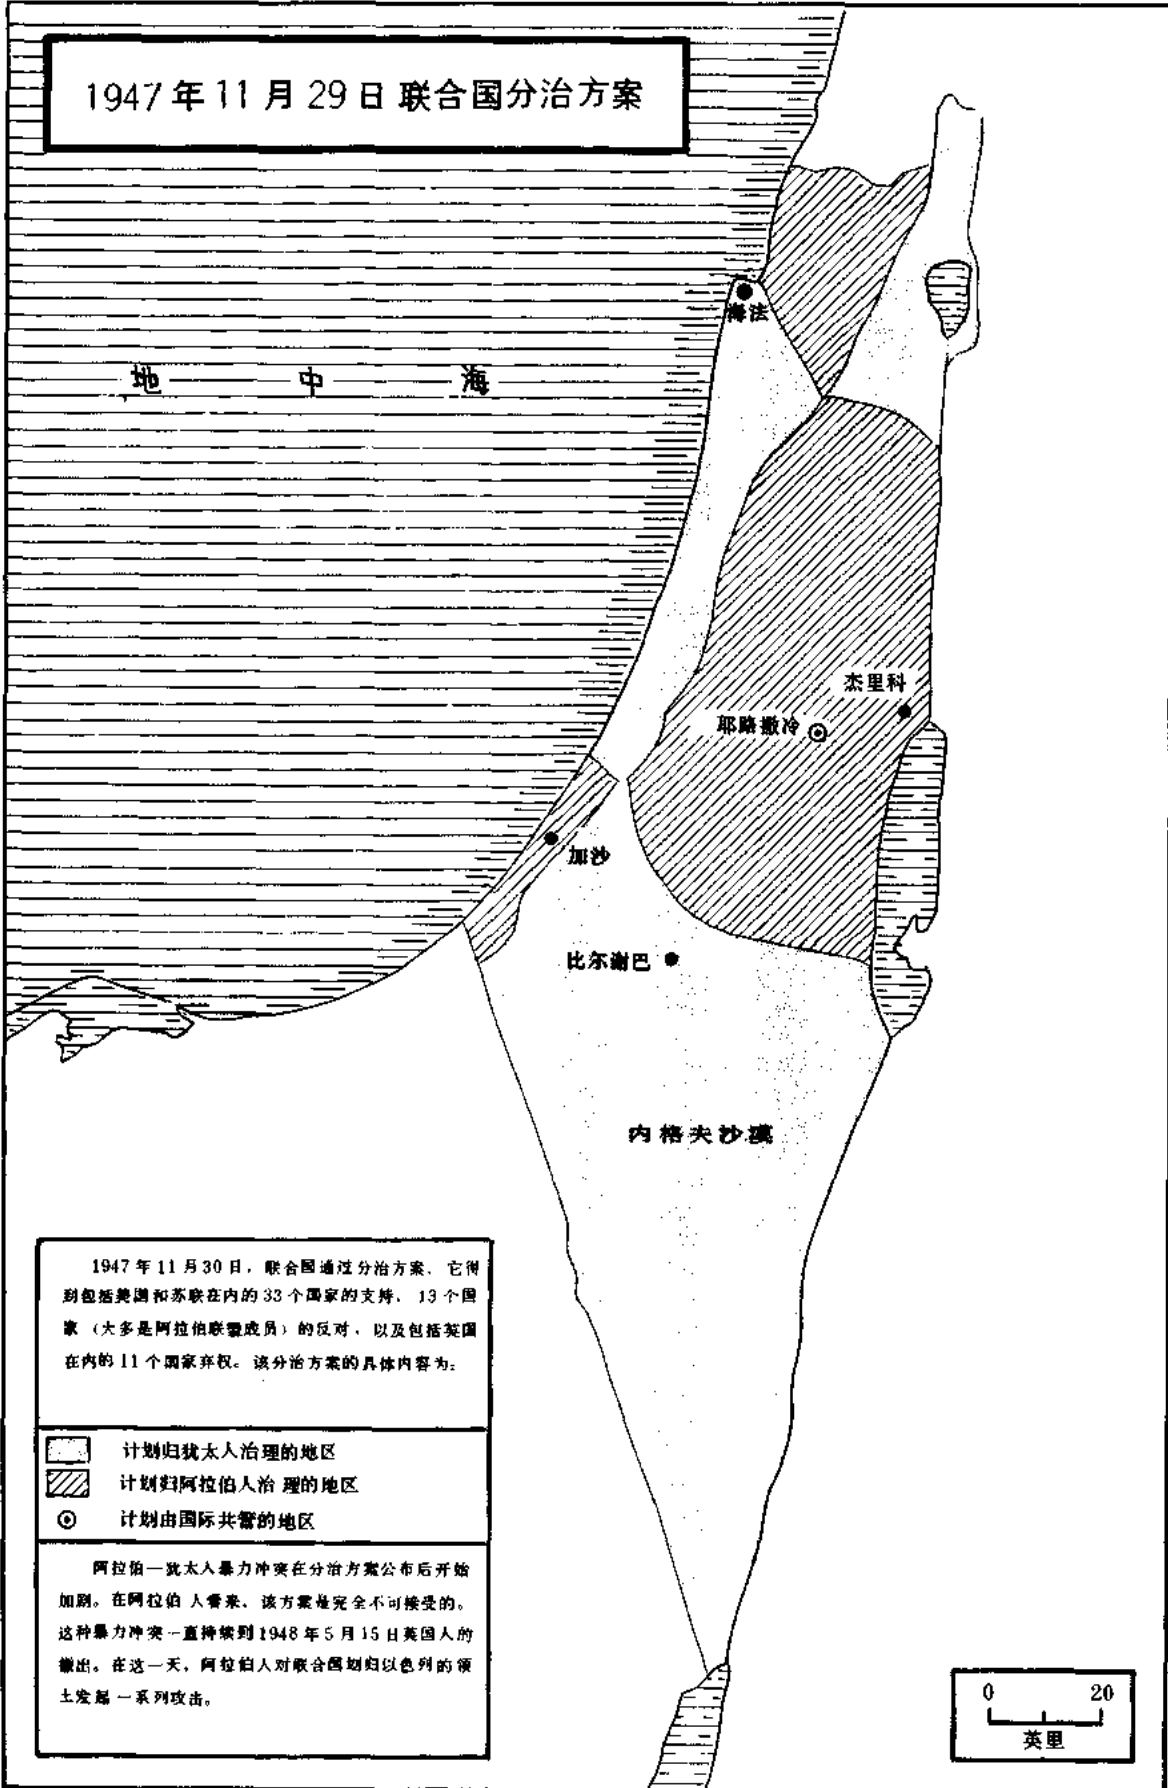 1947年11月29日联合国分治方案
地中海
海法
杰里科
耶路撒冷
加沙
比尔谢巴
内格夫沙漠
1947年11月30日,联合国通过分治方案、它得
到包括美国和苏联在内的33个国家的支持、13个国
家(大多是阿拉伯联盟成员)的反对,以及包括英国
在内的11个国家弃权。该分治方案的具体内容为:
计划归犹太人治理的地区
计划归阿拉伯人治理的地区
计划由国际共管的地区
阿拉伯—犹太人暴力冲突在分治方案公布后开始
加剧。在阿拉伯人看来、该方案是完全不可接受的。
这种暴力冲突一直持续到1948年5月15日英国人的
撤出。在这一天,阿拉伯人对联合国划归以色列的领
土发起一系列攻击。
0 20
英里